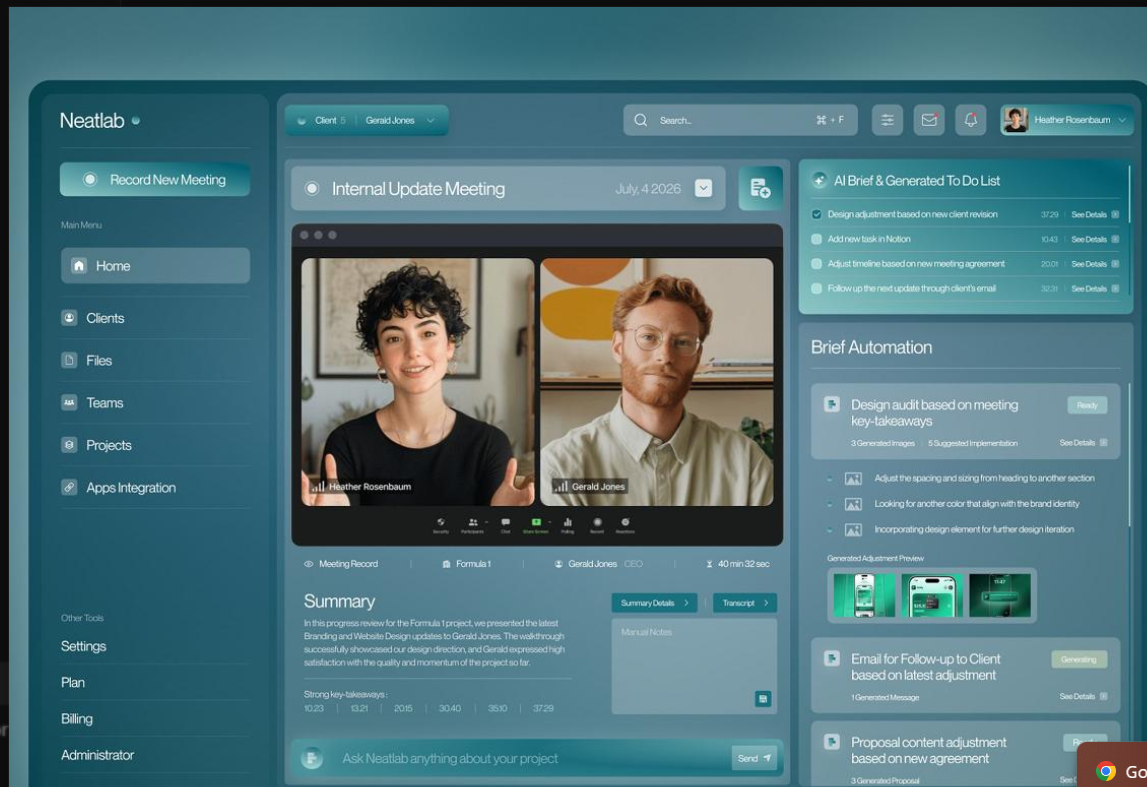 Neatlab
Record New Meeting
Main Menu
Home
Clients
Files
Teams
Projects
Apps Integration
Other Tools
Settings
Plan
Billing
Administrator
Client 5 | Gerald Jones
Search..
⌘ + F
Heather Rosenbaum
Internal Update Meeting
July, 4 2026
Heather Rosenbaum
Gerald Jones
Security
Participants
Chat
Share Screen
Polling
Record
Reactions
Meeting Record | Formula 1 | Gerald Jones CEO | 40 min 32 sec
Summary
Summary Details
Transcript
In this progress review for the Formula 1 project, we presented the latest
Branding and Website Design updates to Gerald Jones. The walkthrough
successfully showcased our design direction, and Gerald expressed high
satisfaction with the quality and momentum of the project so far.
Strong key-takeaways :
10.23 | 13.21 | 20.15 | 30.40 | 35.10 | 37.29
Manual Notes
Ask Neatlab anything about your project
Send
AI Brief & Generated To Do List
Design adjustment based on new client revision 37.29 | See Details
Add new task in Notion 10.43 | See Details
Adjust timeline based on new meeting agreement 20.01 | See Details
Follow up the next update through client's email 32.31 | See Details
Brief Automation
Design audit based on meeting
key-takeaways
Ready
3 Generated Images | 5 Suggested Implementation
See Details
Adjust the spacing and sizing from heading to another section
Looking for another color that align with the brand identity
Incorporating design element for further design iteration
Generated Adjustment Preview
Email for Follow-up to Client
based on latest adjustment
Generating
1 Generated Message
See Details
Proposal content adjustment
based on new agreement
3 Generated Proposal